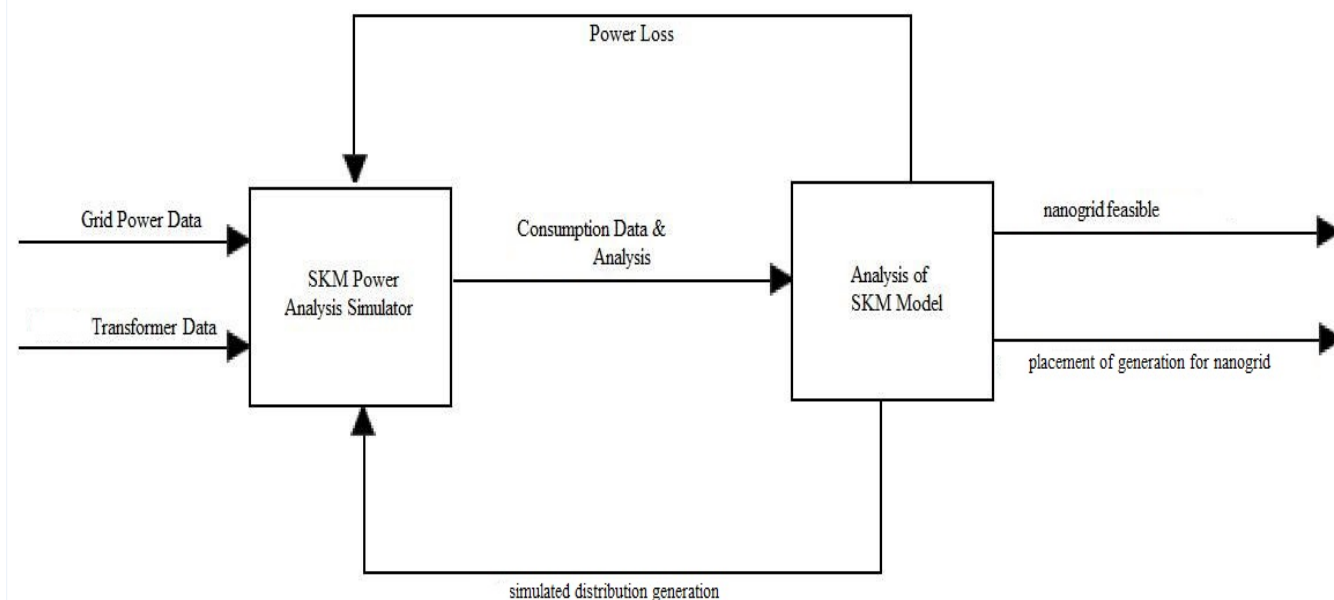 Power Loss
Grid Power Data
Transformer Data
SKM Power
Analysis Simulator
Consumption Data &
Analysis
Analysis of
SKM Model
nanogrid feasible
placement of generation for nanogrid
simulated distribution generation